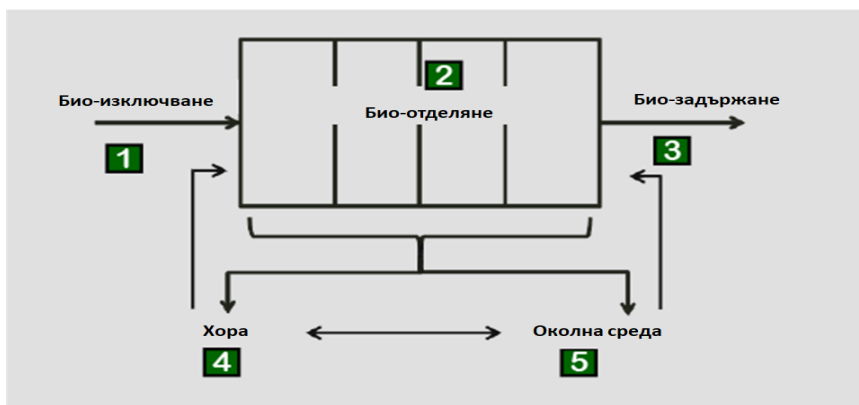 Био-изключване
1
2
Био-отделяне
Био-задържане
3
Хора
4
Околна среда
5